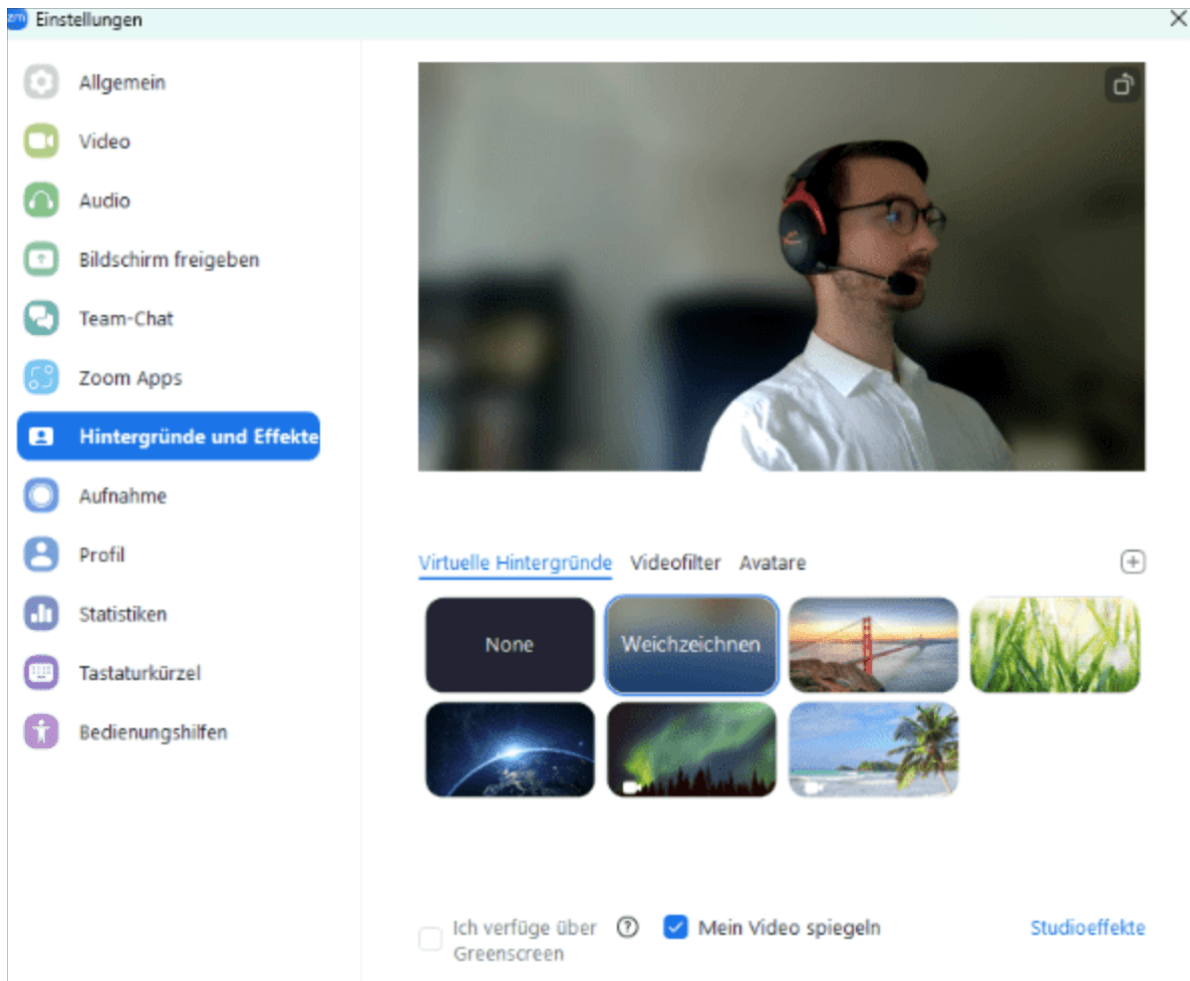 zm Einstellungen
Allgemein
Video
Audio
Bildschirm freigeben
Team-Chat
Zoom Apps
Hintergründe und Effekte
Aufnahme
Profil
Statistiken
Tastaturkürzel
Bedienungshilfen
Virtuelle Hintergründe Videofilter Avatare
None
Weichzeichnen
Ich verfüge über
Greenscreen
Mein Video spiegeln
Studioeffekte